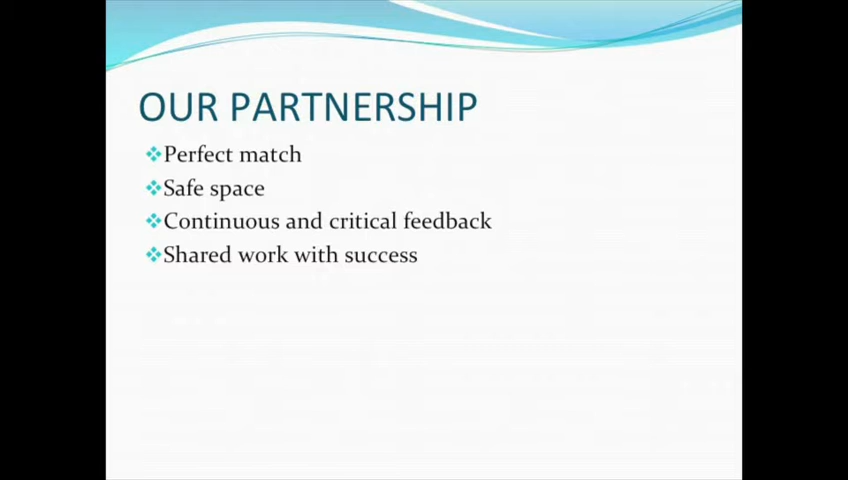 OUR PARTNERSHIP
Perfect match
Safe space
Continuous and critical feedback
Shared work with success